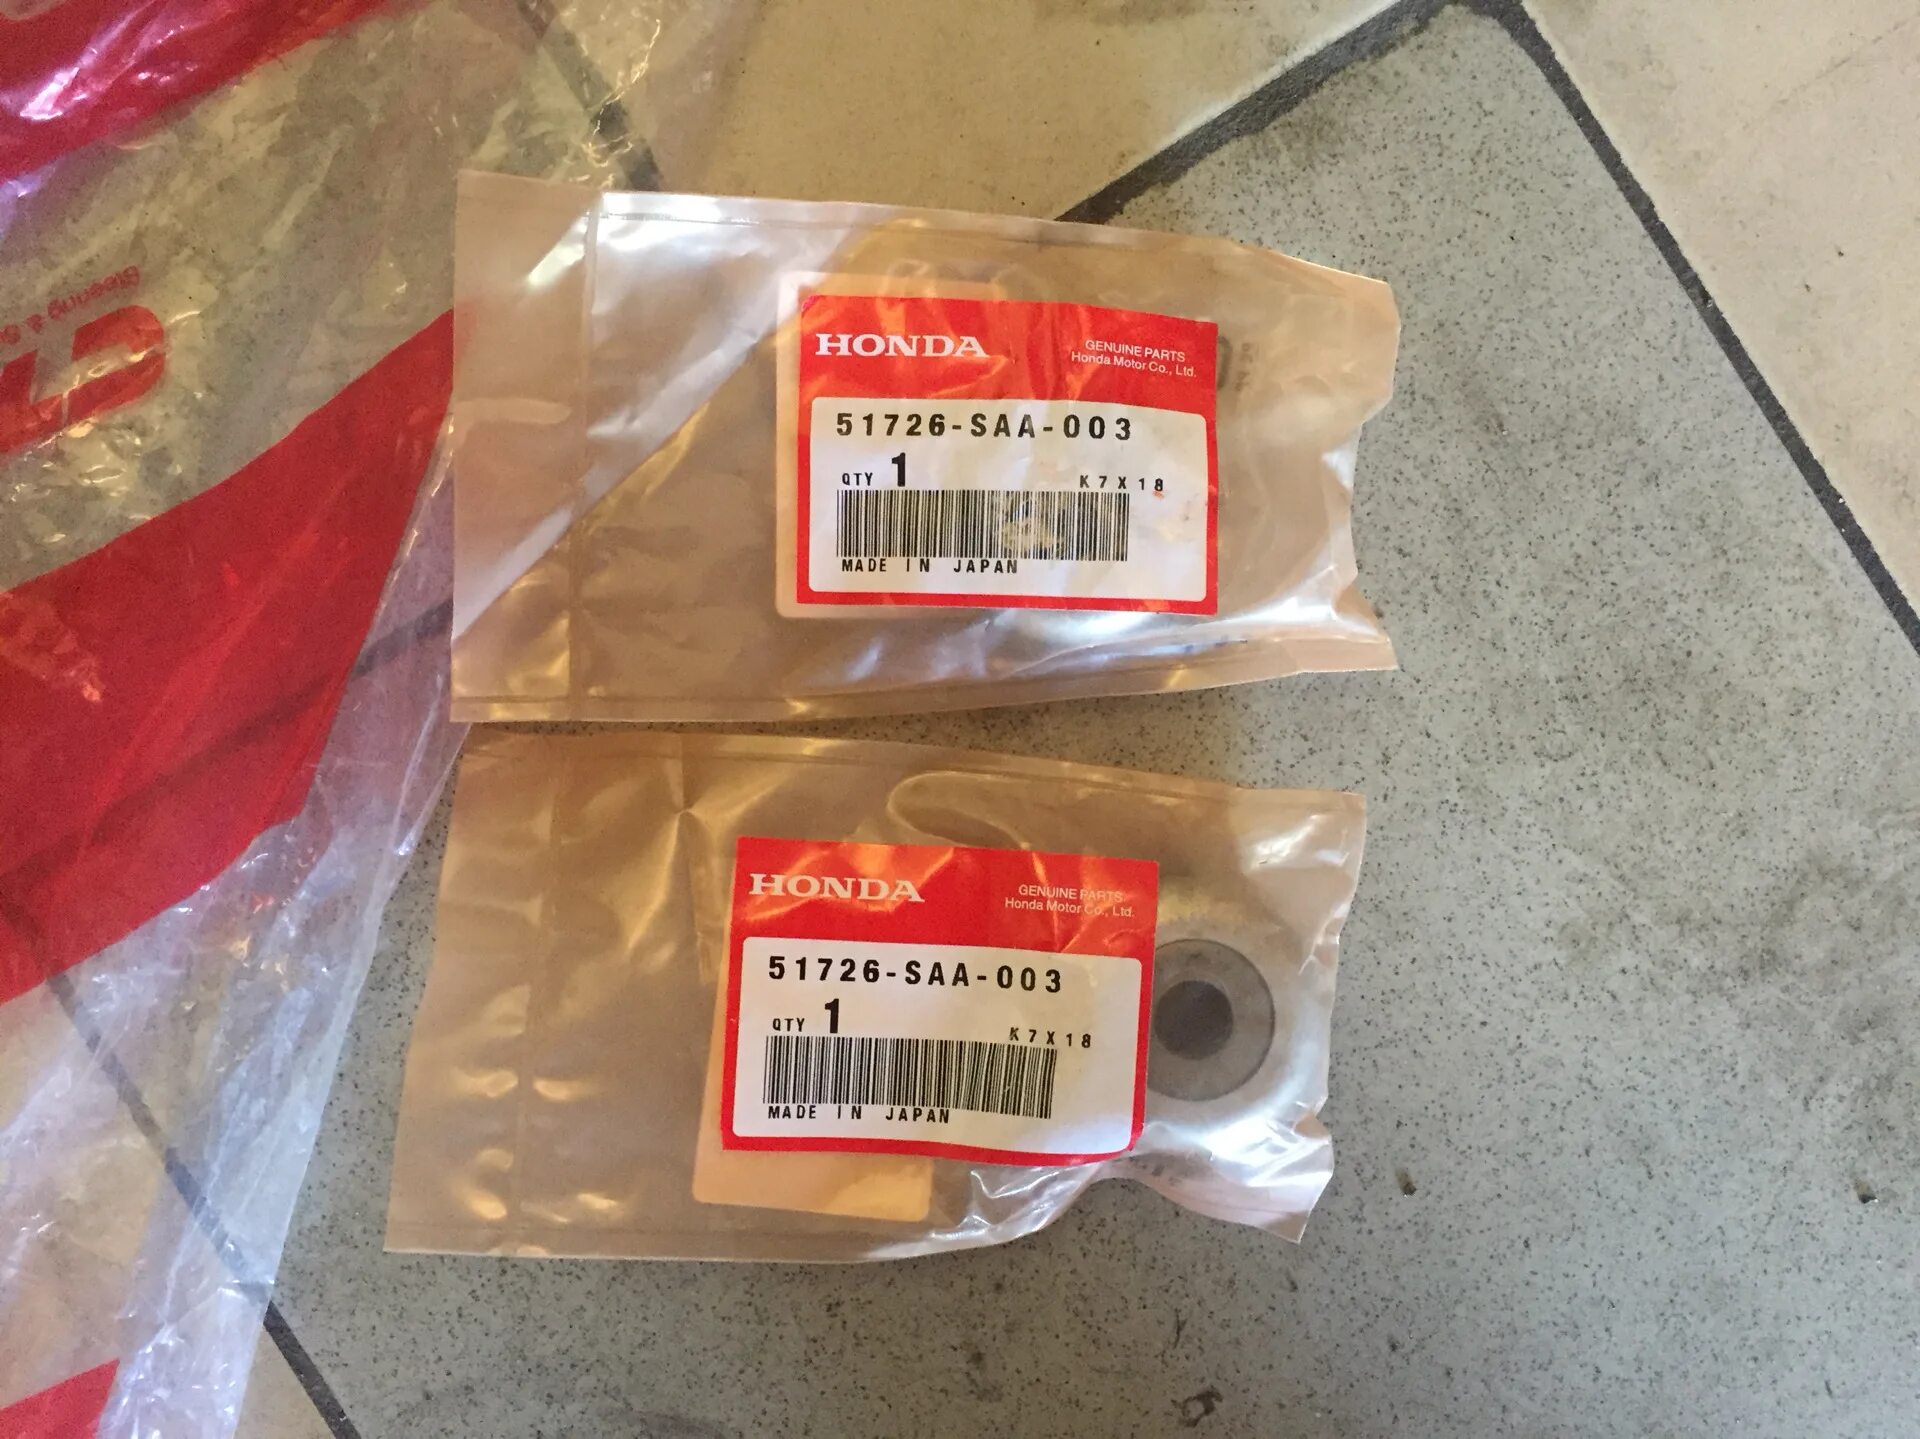 HONDA
GENUINE PARTS
Honda Motor Co., Ltd.
51726-SAA-003
QTY 1
K7X18
MADE IN JAPAN
HONDA
GENUINE PARTS
Honda Motor Co., Ltd.
51726-SAA-003
QTY 1
K7X18
MADE IN JAPAN